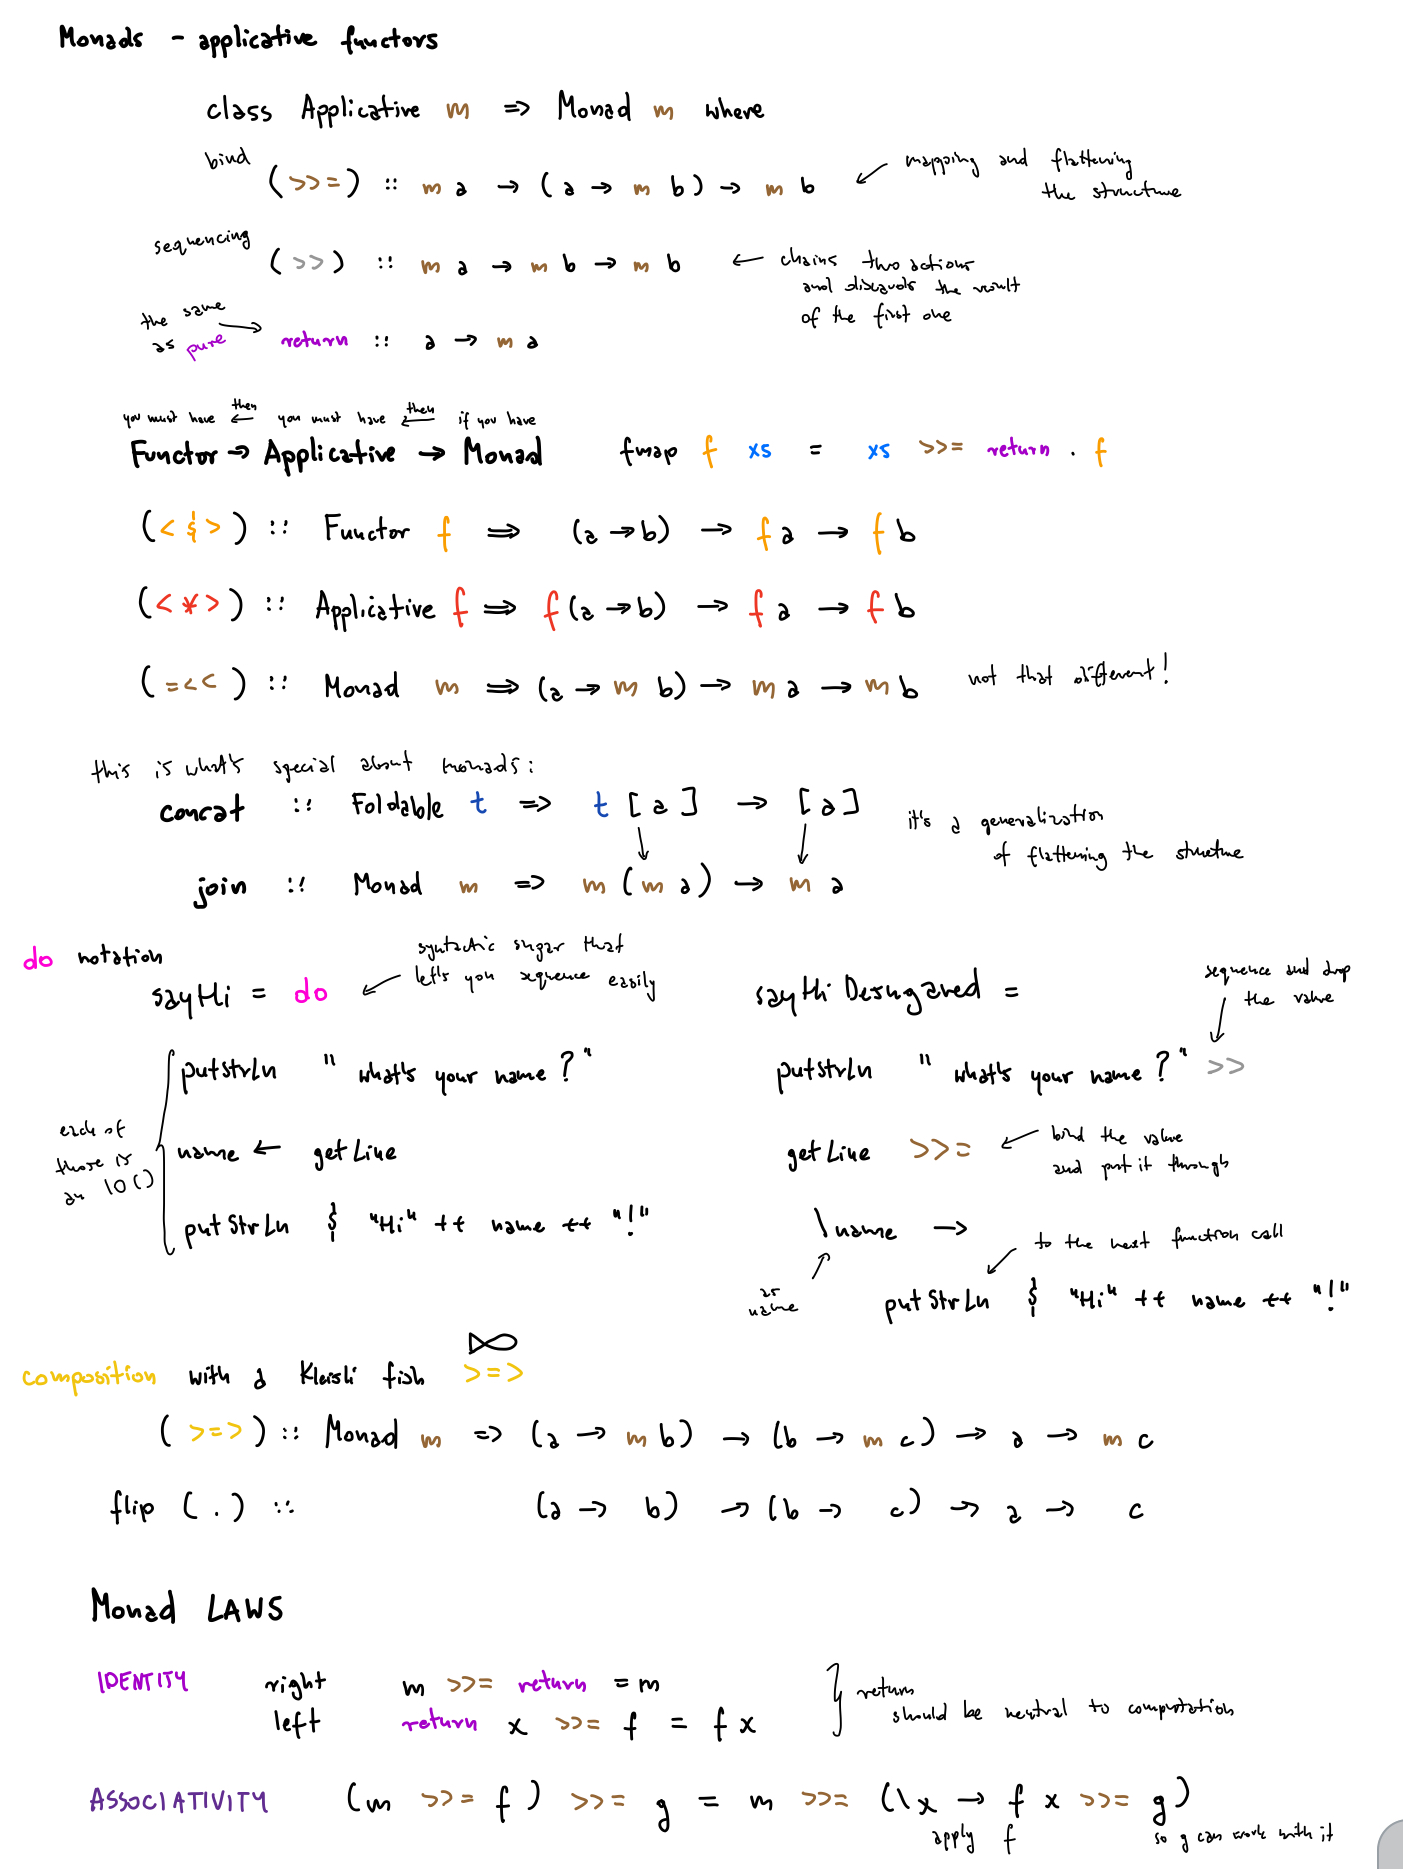 Monads - applicative functors
class Applicative m => Monad m where
bind (>>=) :: m a → (a → m b) → m b ← mapping and flattening
the structure
sequencing (>>) :: m a → m b → m b ← chains two actions
and discards the result
of the first one
the same
as pure → return :: a → m a
you must have ←then you must have ←then if you have
Functor → Applicative → Monad fmap f xs = xs >>= return . f
(<$>) :: Functor f => (a → b) → f a → f b
(<*>) :: Applicative f => f (a → b) → f a → f b
(=<<) :: Monad m => (a → m b) → m a → m b not that different!
this is what's special about monads:
concat :: Foldable t => t [a] → [a]
it's a generalization
of flattening the structure
join :: Monad m => m (m a) → m a
do notation
sayHi = do ← syntactic sugar that
let's you sequence easily
putStrLn "what's your name?"
name ← getLine
putStrLn $ "Hi" ++ name ++ "!"
each of
those is
an IO()
sayHiDesugared =
sequence and drop
the value
putStrLn "what's your name?" >>
getLine >>= ← bind the value
and put it through
\name →
to the next function call
as
name
putStrLn $ "Hi" ++ name ++ "!"
composition with a Kleisli fish >=>
(>=>) :: Monad m => (a → m b) → (b → m c) → a → m c
flip (.) :: (a → b) → (b → c) → a → c
Monad LAWS
IDENTITY right m >>= return = m
left return x >>= f = f x
return
should be neutral to computation
ASSOCIATIVITY (m >>= f) >>= g = m >>= (\x → f x >>= g)
apply f so g can work with it